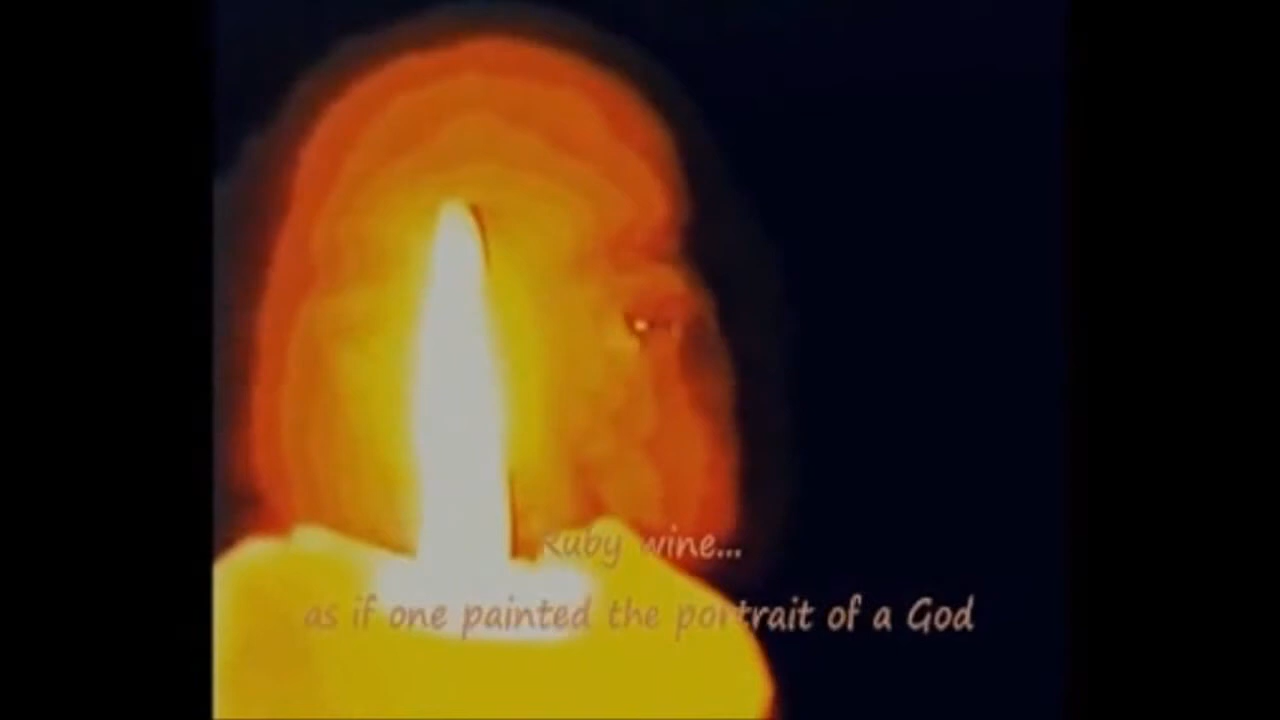 Ruby wine...
as if one painted the portrait of a God